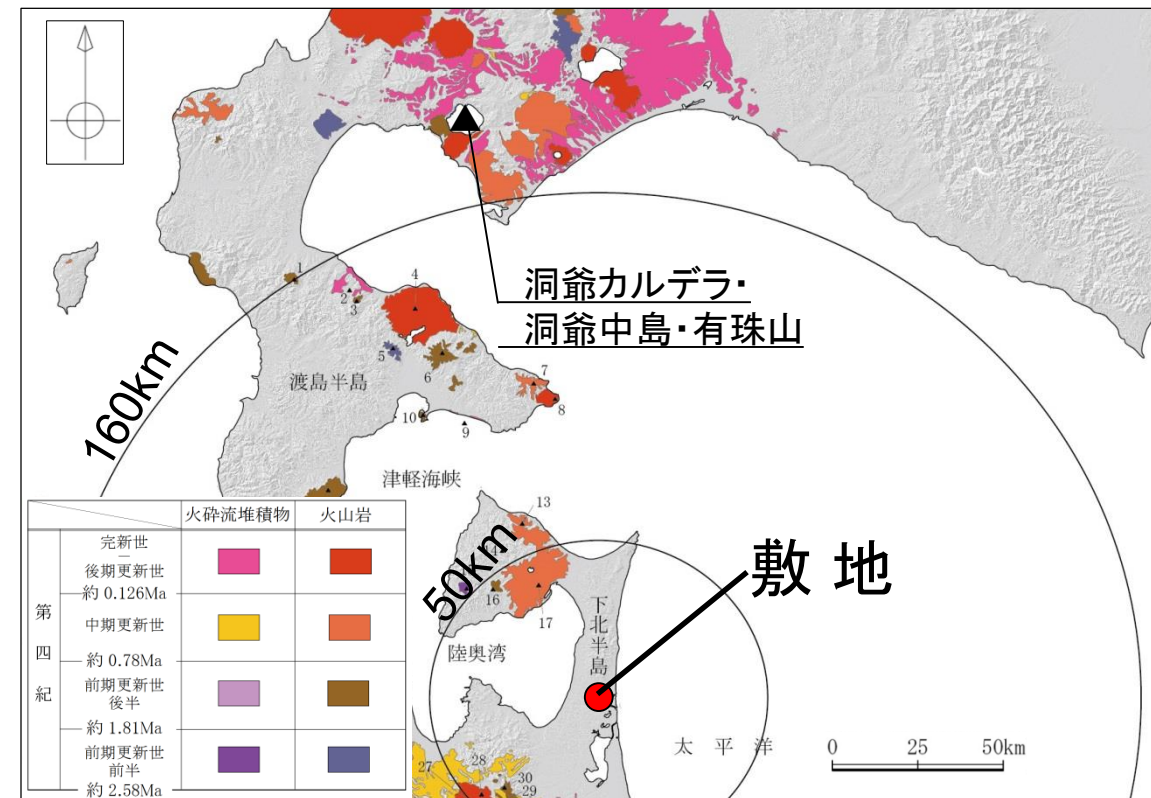 1
2
3
4
洞爺カルデラ・
洞爺中島・有珠山
5
6
7
8
渡島半島
160km
10
9
津軽海峡
13
14
50km
16
17
敷 地
下北半島
陸奥湾
太 平 洋
0 25 50km
27
28
30
29
火砕流堆積物 火山岩
第四紀
完新世
―
後期更新世
約 0.126Ma
中期更新世
約 0.78Ma
前期更新世
後半
約 1.81Ma
前期更新世
前半
約 2.58Ma